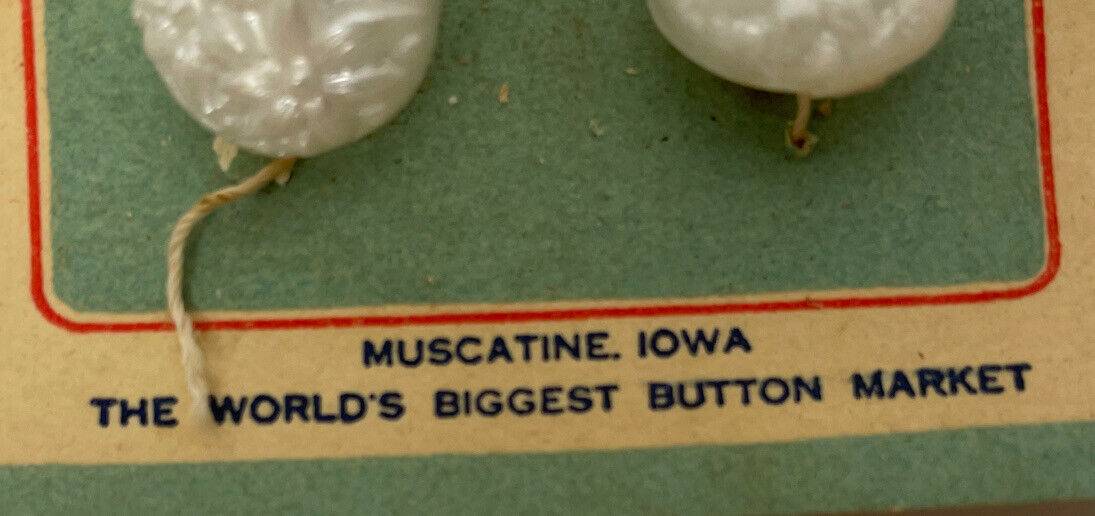 MUSCATINE. IOWA
THE WORLD'S BIGGEST BUTTON MARKET